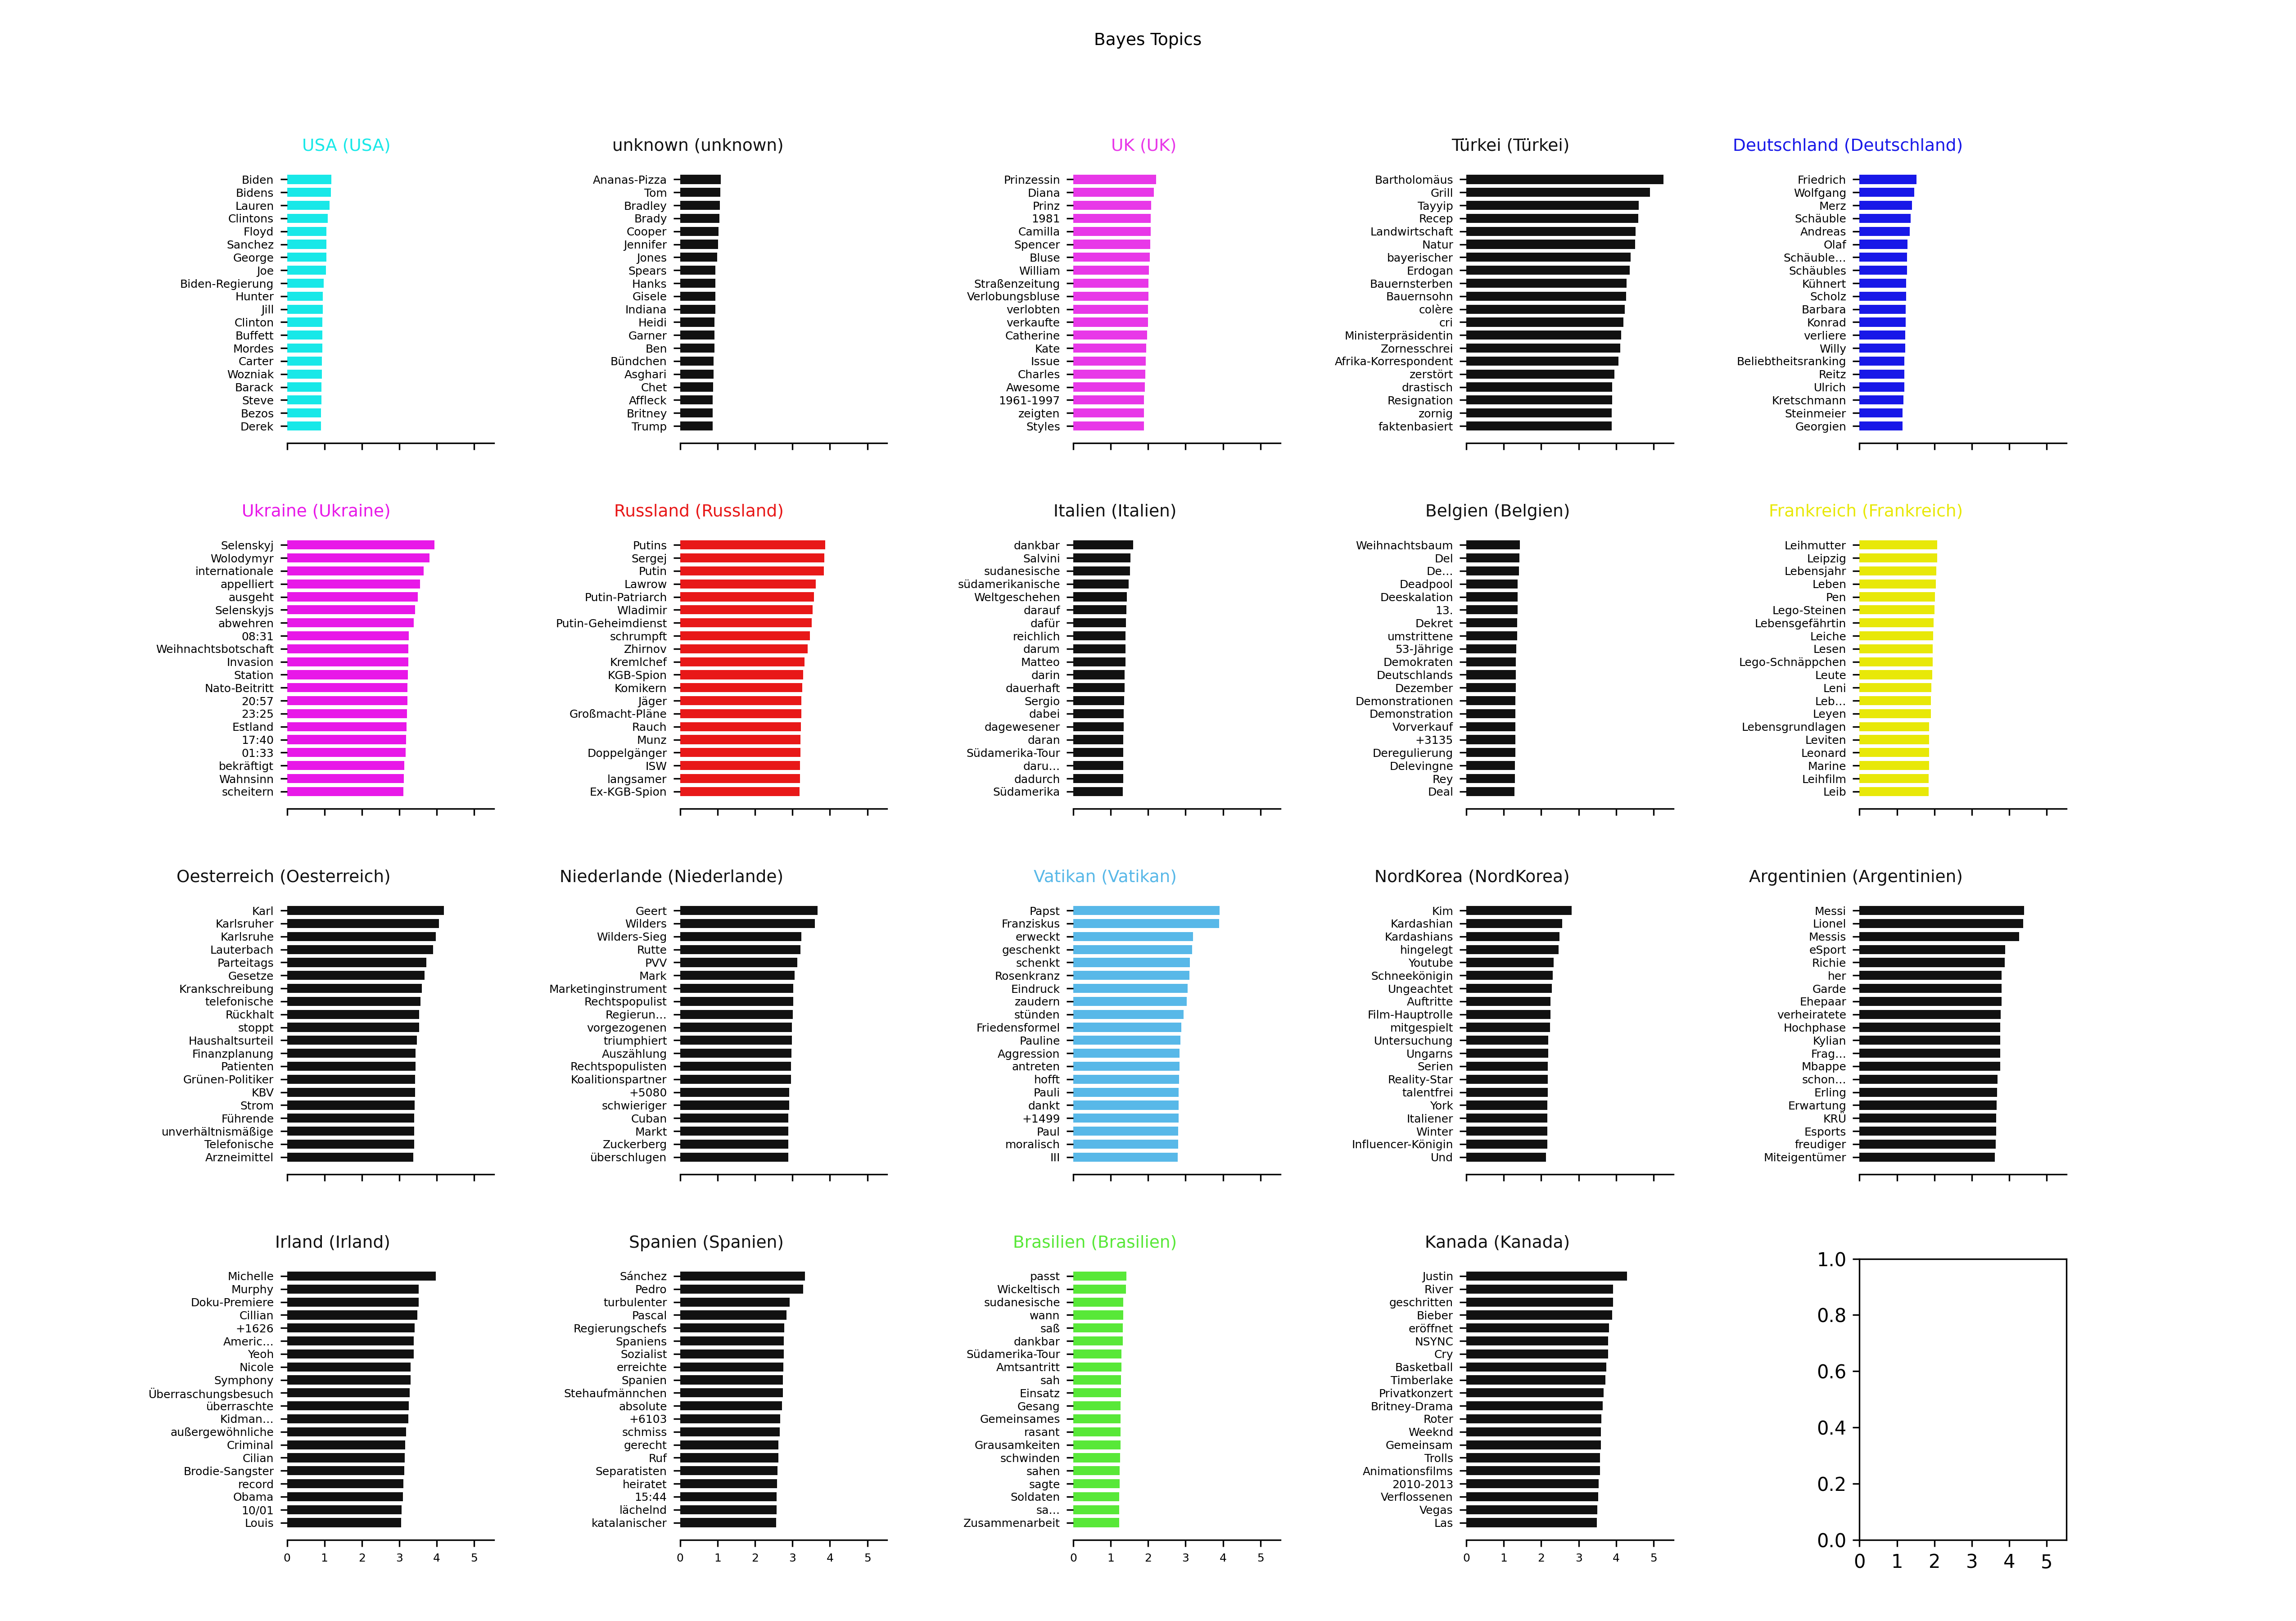 Bayes Topics
USA (USA)
Biden
Bidens
Lauren
Clintons
Floyd
Sanchez
George
Joe
Biden-Regierung
Hunter
Jill
Clinton
Buffett
Mordes
Carter
Wozniak
Barack
Steve
Bezos
Derek
unknown (unknown)
Ananas-Pizza
Tom
Bradley
Brady
Cooper
Jennifer
Jones
Spears
Hanks
Gisele
Indiana
Heidi
Garner
Ben
Bündchen
Asghari
Chet
Affleck
Britney
Trump
UK (UK)
Prinzessin
Diana
Prinz
1981
Camilla
Spencer
Bluse
William
Straßenzeitung
Verlobungsbluse
verlobten
verkaufte
Catherine
Kate
Issue
Charles
Awesome
1961-1997
zeigten
Styles
Türkei (Türkei)
Bartholomäus
Grill
Tayyip
Recep
Landwirtschaft
Natur
bayerischer
Erdogan
Bauernsterben
Bauernsohn
colère
cri
Ministerpräsidentin
Zornesschrei
Afrika-Korrespondent
zerstört
drastisch
Resignation
zornig
faktenbasiert
Deutschland (Deutschland)
Friedrich
Wolfgang
Merz
Schäuble
Andreas
Olaf
Schäuble…
Schäubles
Kühnert
Scholz
Barbara
Konrad
verliere
Willy
Beliebtheitsranking
Reitz
Ulrich
Kretschmann
Steinmeier
Georgien
Ukraine (Ukraine)
Selenskyj
Wolodymyr
internationale
appelliert
ausgeht
Selenskyjs
abwehren
08:31
Weihnachtsbotschaft
Invasion
Station
Nato-Beitritt
20:57
23:25
Estland
17:40
01:33
bekräftigt
Wahnsinn
scheitern
Russland (Russland)
Putins
Sergej
Putin
Lawrow
Putin-Patriarch
Wladimir
Putin-Geheimdienst
schrumpft
Zhirnov
Kremlchef
KGB-Spion
Komikern
Jäger
Großmacht-Pläne
Rauch
Munz
Doppelgänger
ISW
langsamer
Ex-KGB-Spion
Italien (Italien)
dankbar
Salvini
sudanesische
südamerikanische
Weltgeschehen
darauf
dafür
reichlich
darum
Matteo
darin
dauerhaft
Sergio
dabei
dagewesener
daran
Südamerika-Tour
daru…
dadurch
Südamerika
Belgien (Belgien)
Weihnachtsbaum
Del
De…
Deadpool
Deeskalation
13.
Dekret
umstrittene
53-Jährige
Demokraten
Deutschlands
Dezember
Demonstrationen
Demonstration
Vorverkauf
+3135
Deregulierung
Delevingne
Rey
Deal
Frankreich (Frankreich)
Leihmutter
Leipzig
Lebensjahr
Leben
Pen
Lego-Steinen
Lebensgefährtin
Leiche
Lesen
Lego-Schnäppchen
Leute
Leni
Leb…
Leyen
Lebensgrundlagen
Leviten
Leonard
Marine
Leihfilm
Leib
Oesterreich (Oesterreich)
Karl
Karlsruher
Karlsruhe
Lauterbach
Parteitags
Gesetze
Krankschreibung
telefonische
Rückhalt
stoppt
Haushaltsurteil
Finanzplanung
Patienten
Grünen-Politiker
KBV
Strom
Führende
unverhältnismäßige
Telefonische
Arzneimittel
Niederlande (Niederlande)
Geert
Wilders
Wilders-Sieg
Rutte
PVV
Mark
Marketinginstrument
Rechtspopulist
Regierun…
vorgezogenen
triumphiert
Auszählung
Rechtspopulisten
Koalitionspartner
+5080
schwieriger
Cuban
Markt
Zuckerberg
überschlugen
Vatikan (Vatikan)
Papst
Franziskus
erweckt
geschenkt
schenkt
Rosenkranz
Eindruck
zaudern
stünden
Friedensformel
Pauline
Aggression
antreten
hofft
Pauli
dankt
+1499
Paul
moralisch
III
NordKorea (NordKorea)
Kim
Kardashian
Kardashians
hingelegt
Youtube
Schneekönigin
Ungeachtet
Auftritte
Film-Hauptrolle
mitgespielt
Untersuchung
Ungarns
Serien
Reality-Star
talentfrei
York
Italiener
Winter
Influencer-Königin
Und
Argentinien (Argentinien)
Messi
Lionel
Messis
eSport
Richie
her
Garde
Ehepaar
verheiratete
Hochphase
Kylian
Frag…
Mbappe
schon…
Erling
Erwartung
KRÜ
Esports
freudiger
Miteigentümer
Irland (Irland)
Michelle
Murphy
Doku-Premiere
Cillian
+1626
Americ…
Yeoh
Nicole
Symphony
Überraschungsbesuch
überraschte
Kidman…
außergewöhnliche
Criminal
Cilian
Brodie-Sangster
record
Obama
10/01
Louis
0 1 2 3 4 5
Spanien (Spanien)
Sánchez
Pedro
turbulenter
Pascal
Regierungschefs
Spaniens
Sozialist
erreichte
Spanien
Stehaufmännchen
absolute
+6103
schmiss
gerecht
Ruf
Separatisten
heiratet
15:44
lächelnd
katalanischer
0 1 2 3 4 5
Brasilien (Brasilien)
passt
Wickeltisch
sudanesische
wann
saß
dankbar
Südamerika-Tour
Amtsantritt
sah
Einsatz
Gesang
Gemeinsames
rasant
Grausamkeiten
schwinden
sahen
sagte
Soldaten
sa…
Zusammenarbeit
0 1 2 3 4 5
Kanada (Kanada)
Justin
River
geschritten
Bieber
eröffnet
NSYNC
Cry
Basketball
Timberlake
Privatkonzert
Britney-Drama
Roter
Weeknd
Gemeinsam
Trolls
Animationsfilms
2010-2013
Verflossenen
Vegas
Las
0 1 2 3 4 5
1.0
0.8
0.6
0.4
0.2
0.0
0 1 2 3 4 5